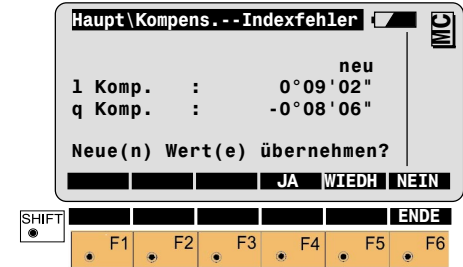 Haupt\Kompens.--Indexfehler
MC
neu
l Komp. : 0°09'02"
q Komp. : -0°08'06"
Neue(n) Wert(e) übernehmen?
JA WIEDH NEIN
SHIFT ENDE
F1 F2 F3 F4 F5 F6